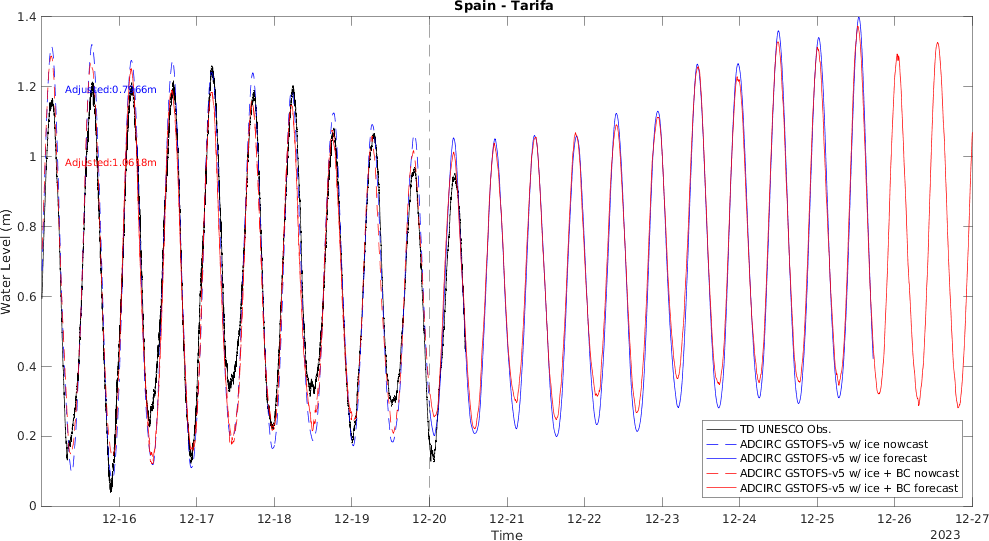 Spain - Tarifa
1.4
1.2
1
0.8
0.6
0.4
0.2
0
Water Level (m)
Adjusted:0.7966m
Adjusted:1.0618m
TD UNESCO Obs.
ADCIRC GSTOFS-v5 w/ ice nowcast
ADCIRC GSTOFS-v5 w/ ice forecast
ADCIRC GSTOFS-v5 w/ ice + BC nowcast
ADCIRC GSTOFS-v5 w/ ice + BC forecast
12-16 12-17 12-18 12-19 12-20 12-21 12-22 12-23 12-24 12-25 12-26 12-27
Time
2023